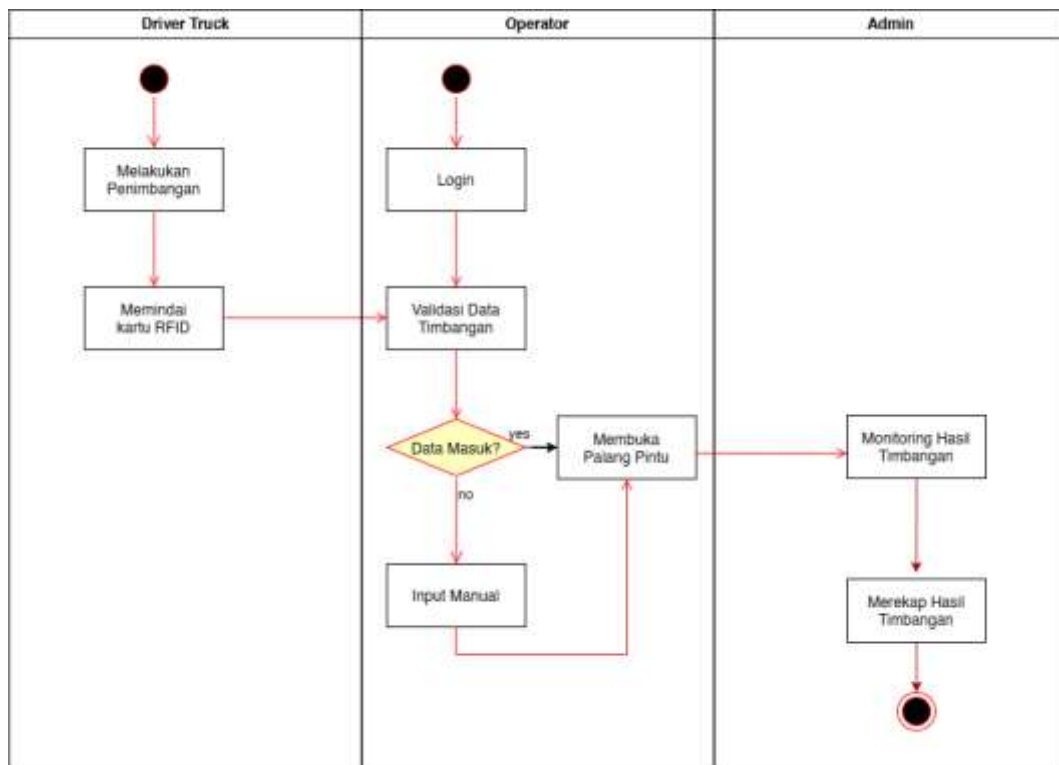 Driver Truck
Operator
Admin
Melakukan
Penimbangan
Login
Memindai
kartu RFID
Validasi Data
Timbangan
Data Masuk?
yes
Membuka
Palang Pintu
Monitoring Hasil
Timbangan
no
Input Manual
Merekap Hasil
Timbangan